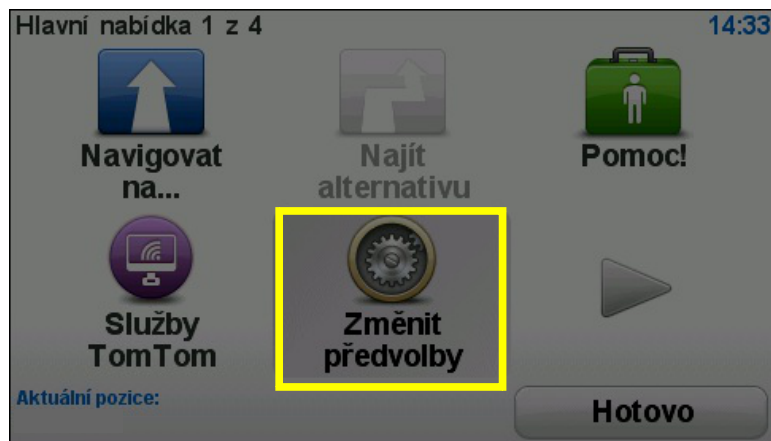 Hlavní nabídka 1 z 4
14:33
Navigovat
na...
Najít
alternativu
Pomoc!
Služby
TomTom
Změnit
předvolby
Aktuální pozice:
Hotovo